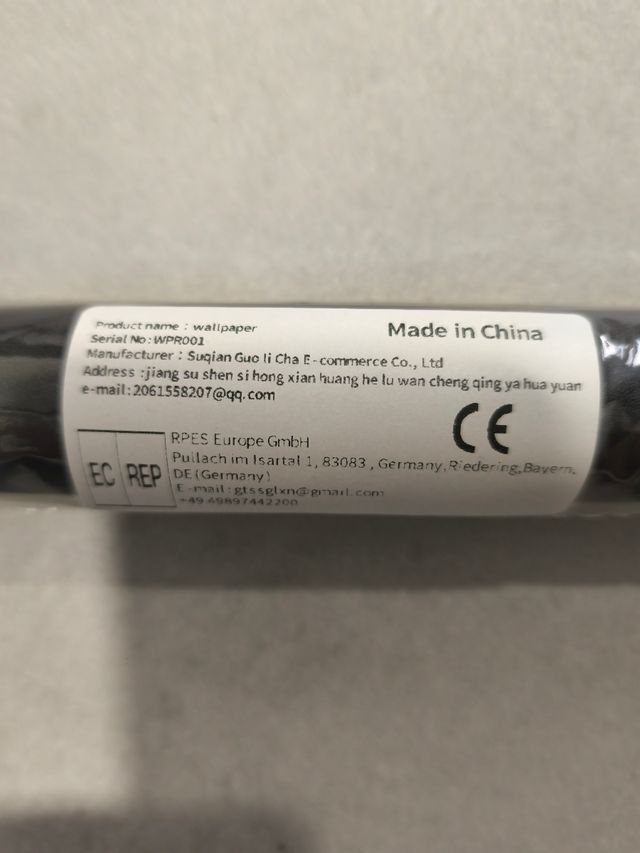 Product name : wallpaper
Made in China
Serial No:WPR001
Manufacturer : Suqian Guo li Cha E-commerce Co., Ltd
Address :jiang su shen si hong xian huang he lu wan cheng qing ya hua yuan
e-mail:2061558207@qq.com
CE
EC REP
RPES Europe GmbH
Pullach im Isartal 1, 83083 , Germany,Riedering,Bayern,
DE(Germany)
E-mail:gtssglxn@gmail.com
+49.69897442200